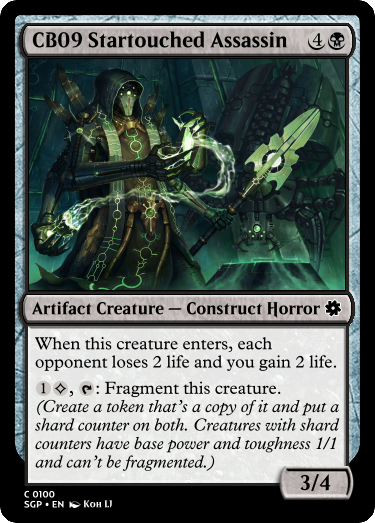 CB09 Startouched Assassin 4
Artifact Creature — Construct Horror
When this creature enters, each
opponent loses 2 life and you gain 2 life.
1 , : Fragment this creature.
(Create a token that's a copy of it and put a
shard counter on both. Creatures with shard
counters have base power and toughness 1/1
and can't be fragmented.)
3/4
C 0100
SGP • EN Koh LJ